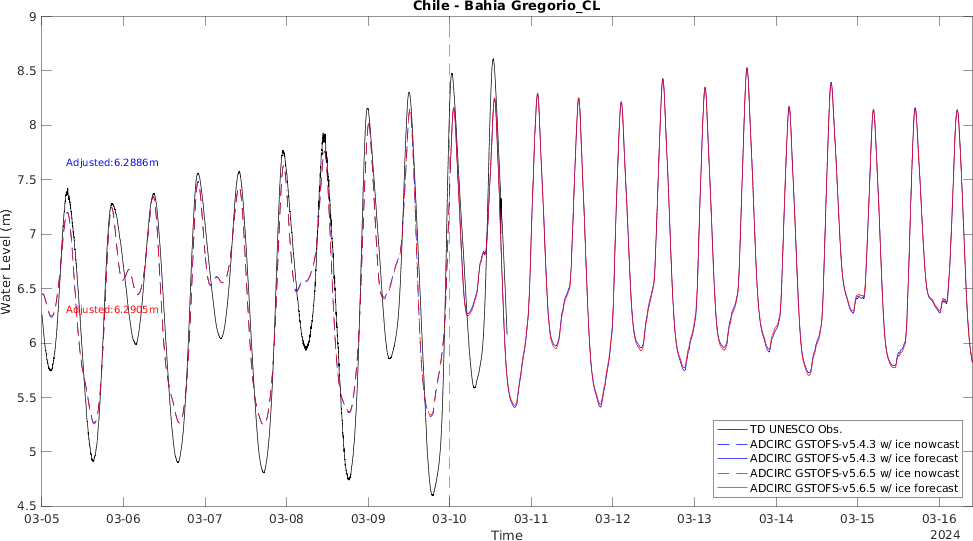 Chile - Bahia Gregorio_CL
9
8.5
8
7.5
7
6.5
6
5.5
5
4.5
Water Level (m)
Adjusted:6.2886m
Adjusted:6.2905m
TD UNESCO Obs.
ADCIRC GSTOFS-v5.4.3 w/ ice nowcast
ADCIRC GSTOFS-v5.4.3 w/ ice forecast
ADCIRC GSTOFS-v5.6.5 w/ ice nowcast
ADCIRC GSTOFS-v5.6.5 w/ ice forecast
03-05 03-06 03-07 03-08 03-09 03-10 03-11 03-12 03-13 03-14 03-15 03-16
Time
2024